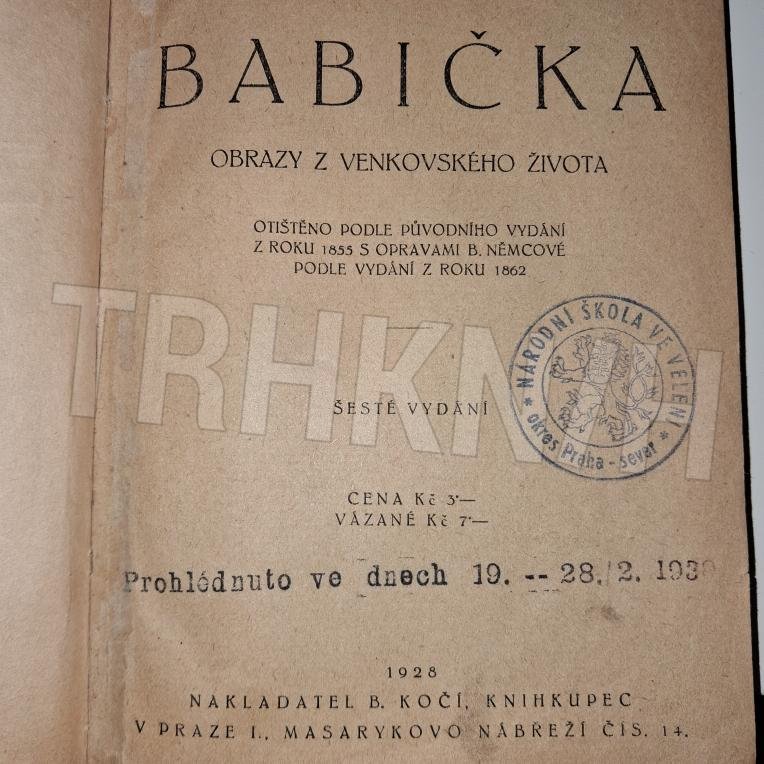 BABIČKA
OBRAZY Z VENKOVSKÉHO ŽIVOTA
OTIŠTĚNO PODLE PŮVODNÍHO VYDÁNÍ
Z ROKU 1855 S OPRAVAMI B. NĚMCOVÉ
PODLE VYDÁNÍ Z ROKU 1862
* NÁRODNÍ ŠKOLA VE VELENI *
okres Praha - sever
ŠESTÉ VYDÁNÍ
CENA Kč 3·—
VÁZANÉ Kč 7·—
Prohlédnuto ve dnech 19. -- 28./2. 1939
1928
NAKLADATEL B. KOČÍ, KNIHKUPEC
V PRAZE I., MASARYKOVO NÁBŘEŽÍ ČÍS. 14.